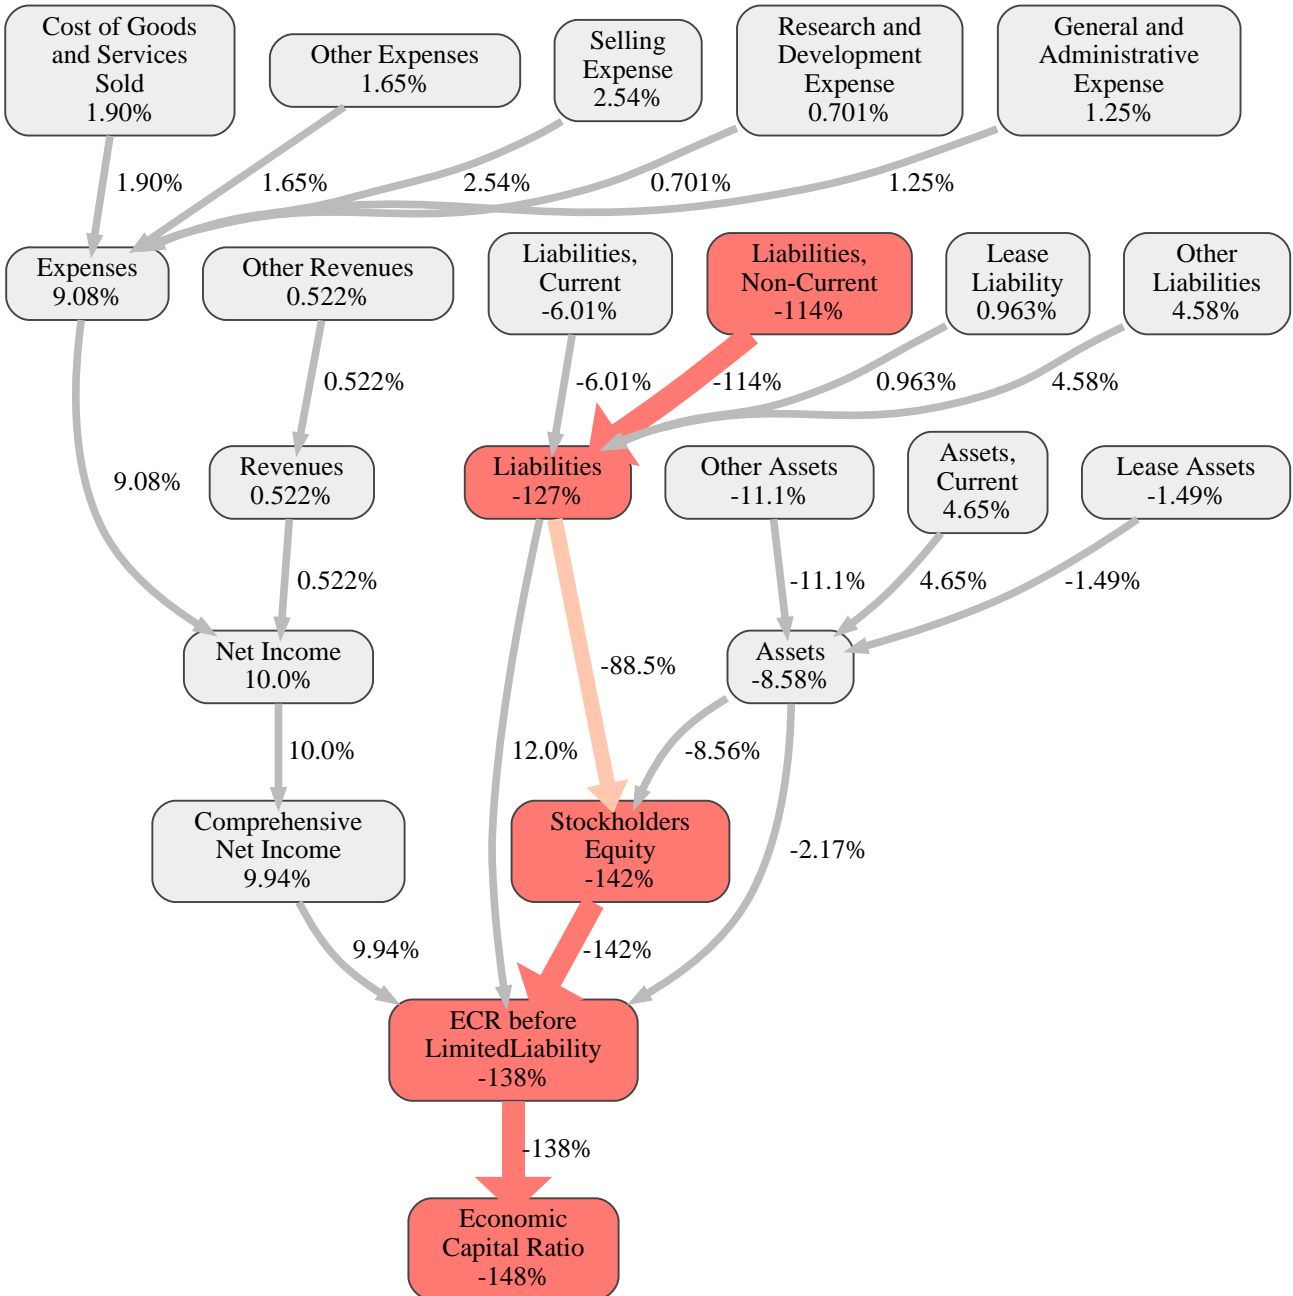 Cost of Goods
and Services
Sold
1.90%
Other Expenses
1.65%
Selling
Expense
2.54%
Research and
Development
Expense
0.701%
General and
Administrative
Expense
1.25%
1.90%
1.65%
2.54%
0.701%
1.25%
Expenses
9.08%
Other Revenues
0.522%
Liabilities,
Current
-6.01%
Liabilities,
Non-Current
-114%
Lease
Liability
0.963%
Other
Liabilities
4.58%
0.522%
-6.01%
-114%
0.963%
4.58%
9.08%
Revenues
0.522%
Liabilities
-127%
Other Assets
-11.1%
Assets,
Current
4.65%
Lease Assets
-1.49%
0.522%
-88.5%
-11.1%
4.65%
-1.49%
Net Income
10.0%
Assets
-8.58%
10.0%
12.0%
-8.56%
-2.17%
Comprehensive
Net Income
9.94%
Stockholders
Equity
-142%
9.94%
-142%
ECR before
LimitedLiability
-138%
-138%
Economic
Capital Ratio
-148%